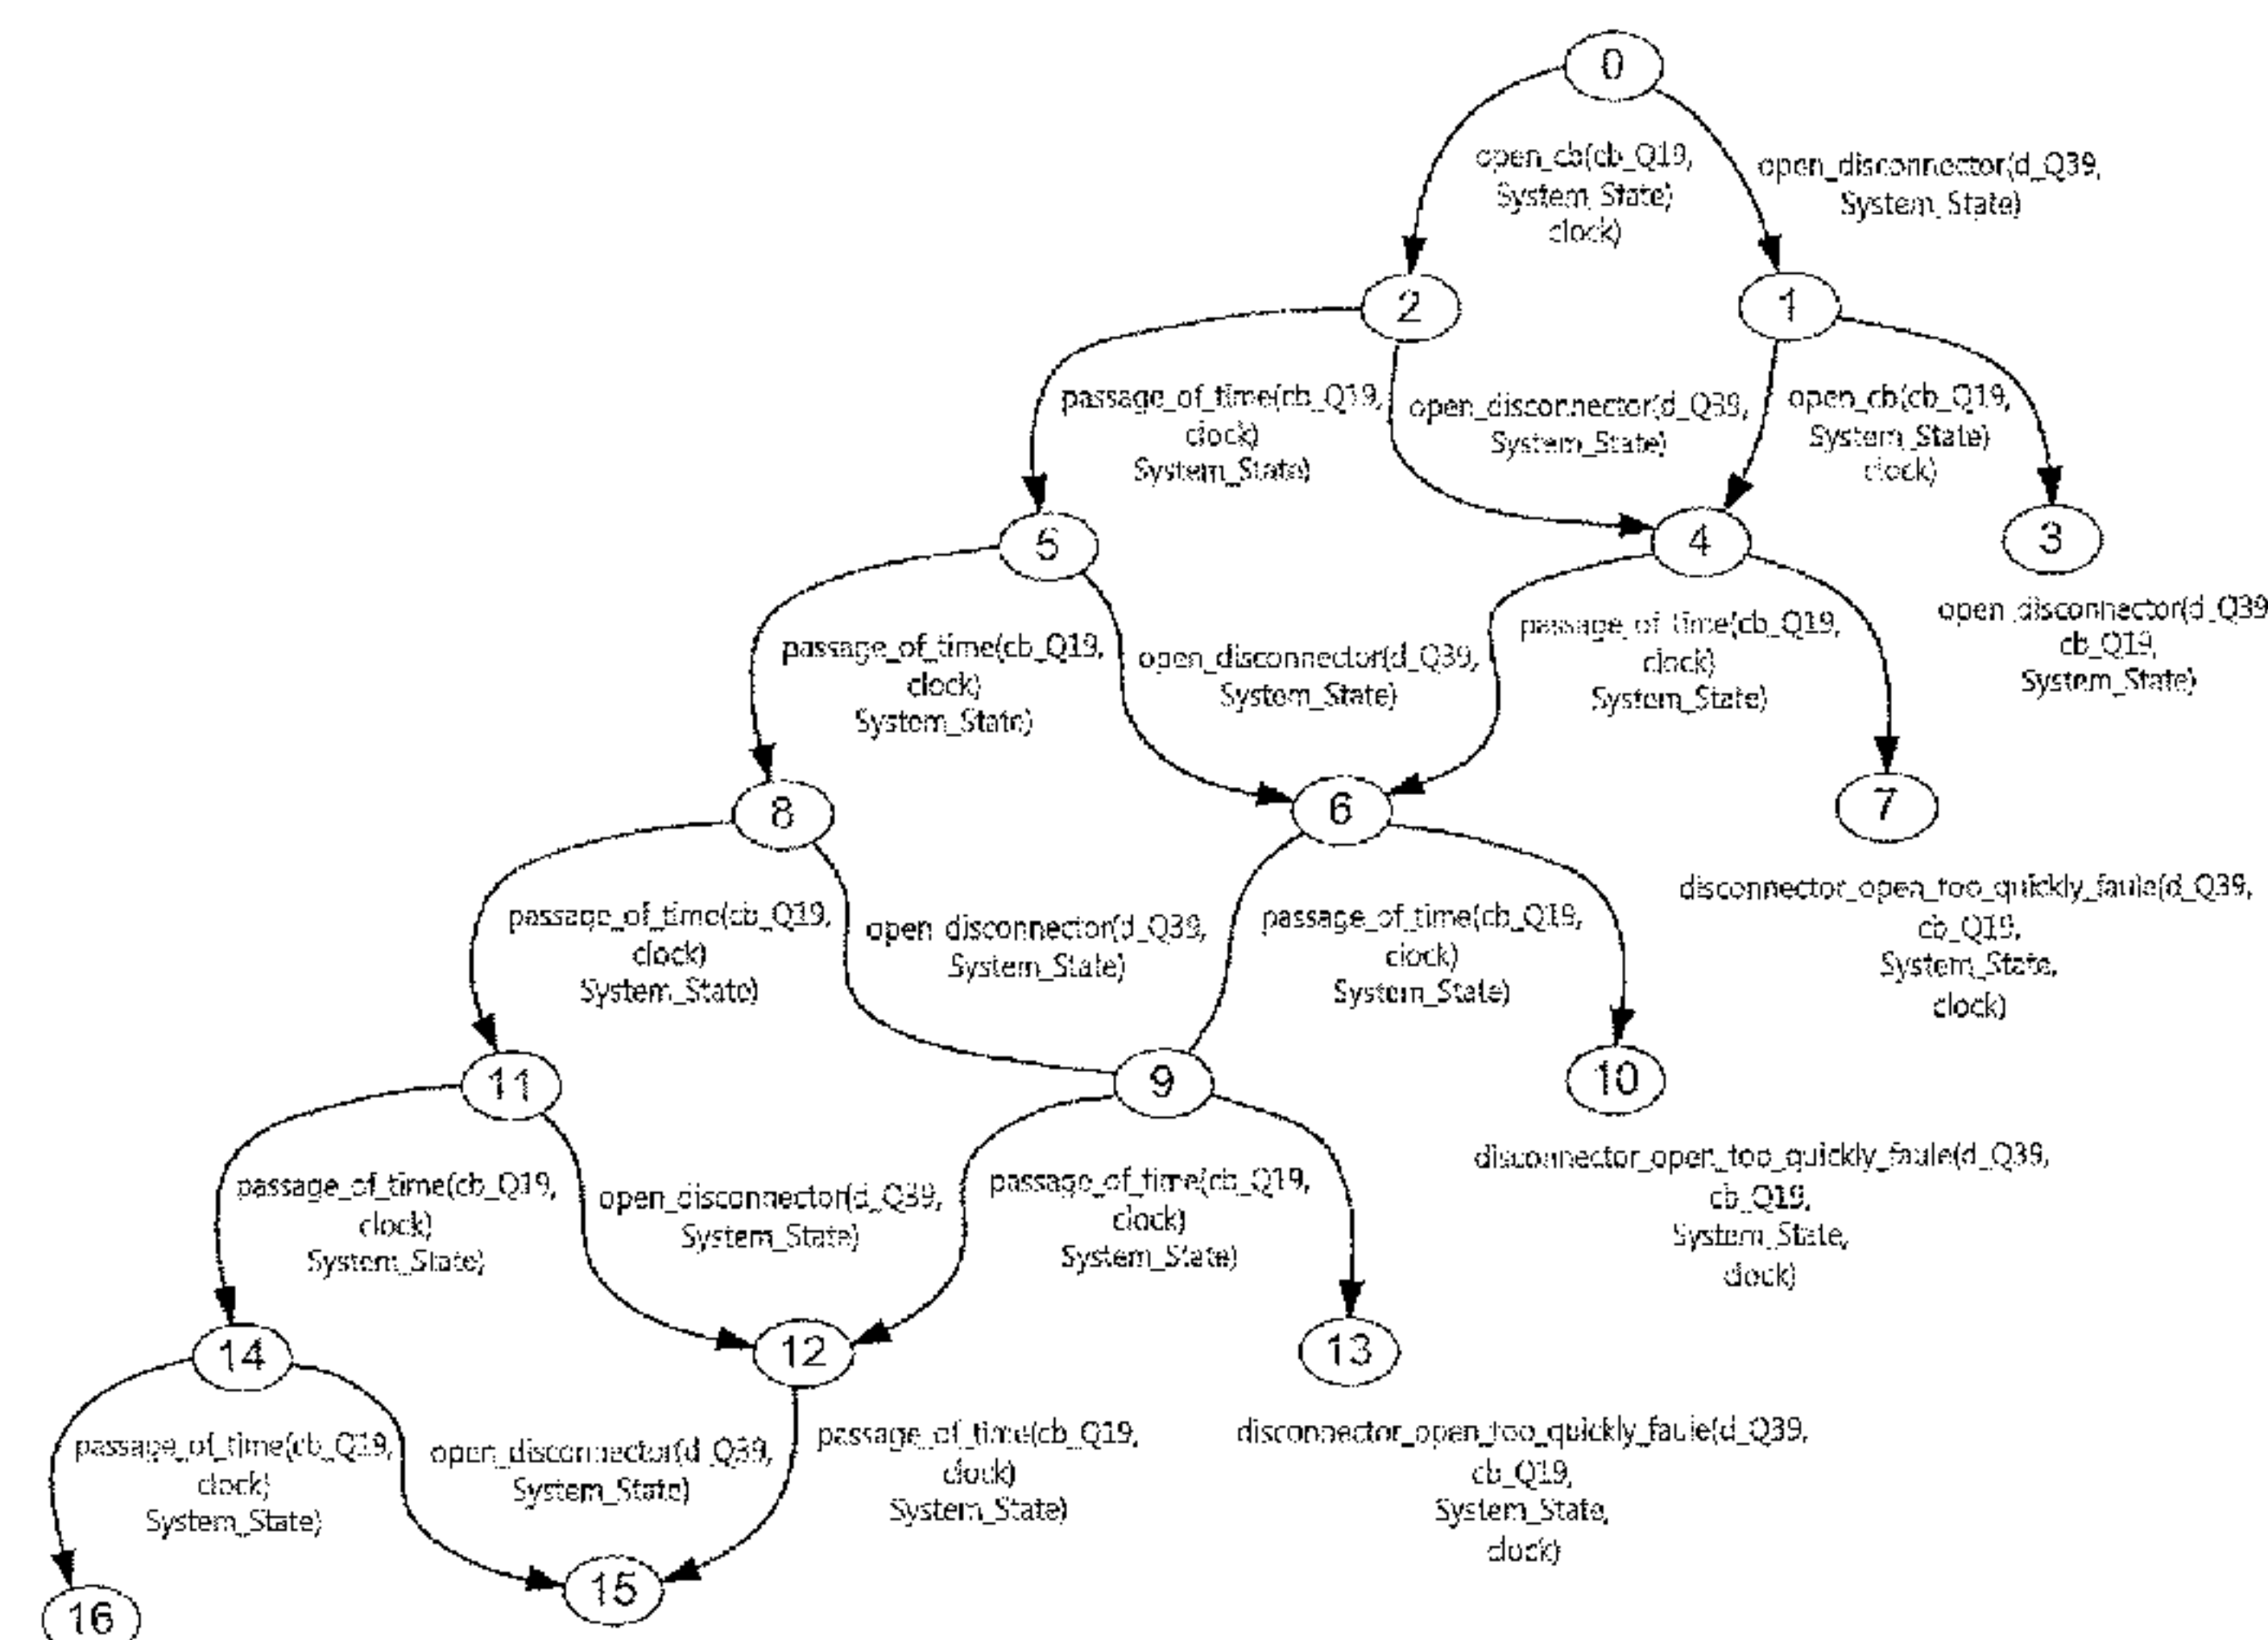 0
open_cb(cb_Q19,
System_State)
clock)
open_disconnector(d_Q39,
System_State)
2
1
passage_of_time(cb_Q19,
clock)
System_State)
open_disconnector(d_Q39,
System_State)
open_cb(cb_Q19,
System_State)
clock)
5
4
3
passage_of_time(cb_Q19,
clock)
System_State)
open_disconnector(d_Q39,
System_State)
passage_of_time(cb_Q19,
clock)
System_State)
open_disconnector(d_Q39
cb_Q19,
System_State)
8
6
7
passage_of_time(cb_Q19,
clock)
System_State)
open_disconnector(d_Q39,
System_State)
passage_of_time(cb_Q19,
clock)
System_State)
disconnector_open_too_quickly_faule(d_Q39,
cb_Q19,
System_State,
clock)
11
9
10
passage_of_time(cb_Q19,
clock)
System_State)
open_disconnector(d_Q39,
System_State)
passage_of_time(cb_Q19,
clock)
System_State)
disconnector_open_too_quickly_faule(d_Q39,
cb_Q19,
System_State,
clock)
14
12
13
passage_of_time(cb_Q19,
clock)
System_State)
open_disconnector(d_Q39,
System_State)
passage_of_time(cb_Q19,
clock)
System_State)
disconnector_open_too_quickly_faule(d_Q39,
cb_Q19,
System_State,
clock)
16
15